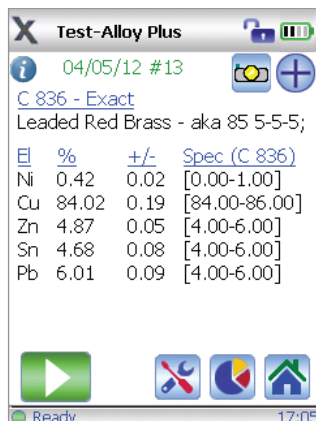 X Test-Alloy Plus
04/05/12 #13
C 836 - Exact
Leaded Red Brass - aka 85 5-5-5;
El % +/- Spec (C 836)
Ni 0.42 0.02 [0.00-1.00]
Cu 84.02 0.19 [84.00-86.00]
Zn 4.87 0.05 [4.00-6.00]
Sn 4.68 0.08 [4.00-6.00]
Pb 6.01 0.09 [4.00-6.00]
Ready 17:05